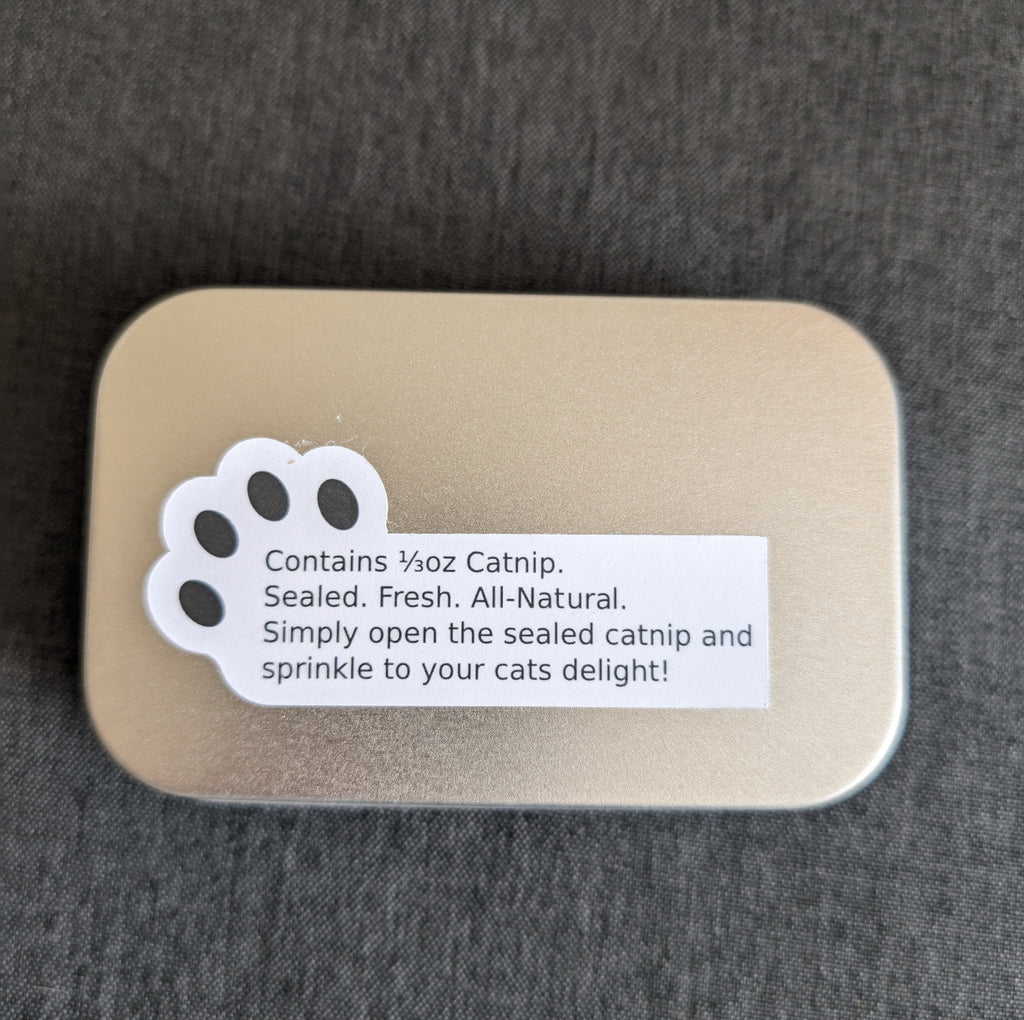 Contains ⅓oz Catnip.
Sealed. Fresh. All-Natural.
Simply open the sealed catnip and
sprinkle to your cats delight!